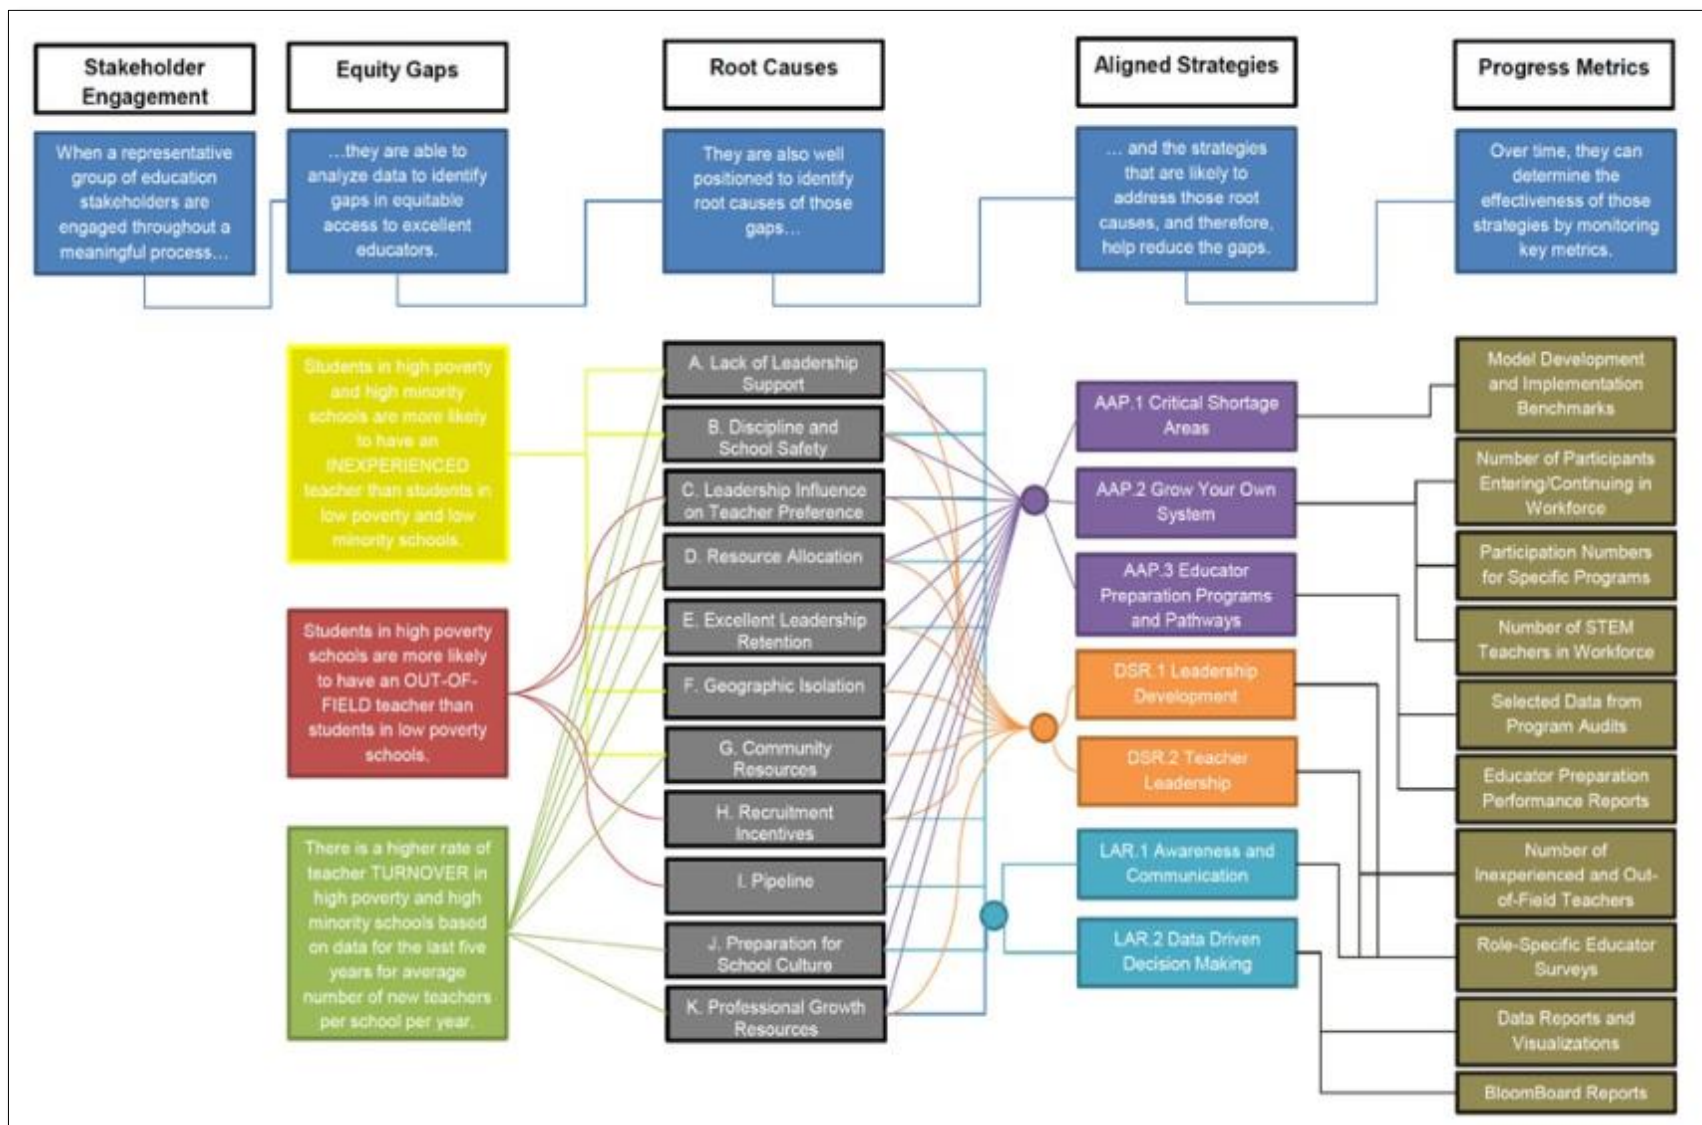 Stakeholder
Engagement
Equity Gaps
Root Causes
Aligned Strategies
Progress Metrics
When a representative
group of education
stakeholders are
engaged throughout a
meaningful process…
…they are able to
analyze data to identify
gaps in equitable
access to excellent
educators.
They are also well
positioned to identify
root causes of those
gaps…
… and the strategies
that are likely to
address those root
causes, and therefore,
help reduce the gaps.
Over time, they can
determine the
effectiveness of those
strategies by monitoring
key metrics.
Students in high poverty
and high minority
schools are more likely
to have an
INEXPERIENCED
teacher than students in
low poverty and low
minority schools.
Students in high poverty
schools are more likely
to have an OUT-OF-
FIELD teacher than
students in low poverty
schools.
There is a higher rate of
teacher TURNOVER in
high poverty and high
minority schools based
on data for the last five
years for average
number of new teachers
per school per year.
A. Lack of Leadership
Support
B. Discipline and
School Safety
C. Leadership Influence
on Teacher Preference
D. Resource Allocation
E. Excellent Leadership
Retention
F. Geographic Isolation
G. Community
Resources
H. Recruitment
Incentives
I. Pipeline
J. Preparation for
School Culture
K. Professional Growth
Resources
AAP.1 Critical Shortage
Areas
AAP.2 Grow Your Own
System
AAP.3 Educator
Preparation Programs
and Pathways
DSR.1 Leadership
Development
DSR.2 Teacher
Leadership
LAR.1 Awareness and
Communication
LAR.2 Data Driven
Decision Making
Model Development
and Implementation
Benchmarks
Number of Participants
Entering/Continuing in
Workforce
Participation Numbers
for Specific Programs
Number of STEM
Teachers in Workforce
Selected Data from
Program Audits
Educator Preparation
Performance Reports
Number of
Inexperienced and Out-
of-Field Teachers
Role-Specific Educator
Surveys
Data Reports and
Visualizations
BloomBoard Reports